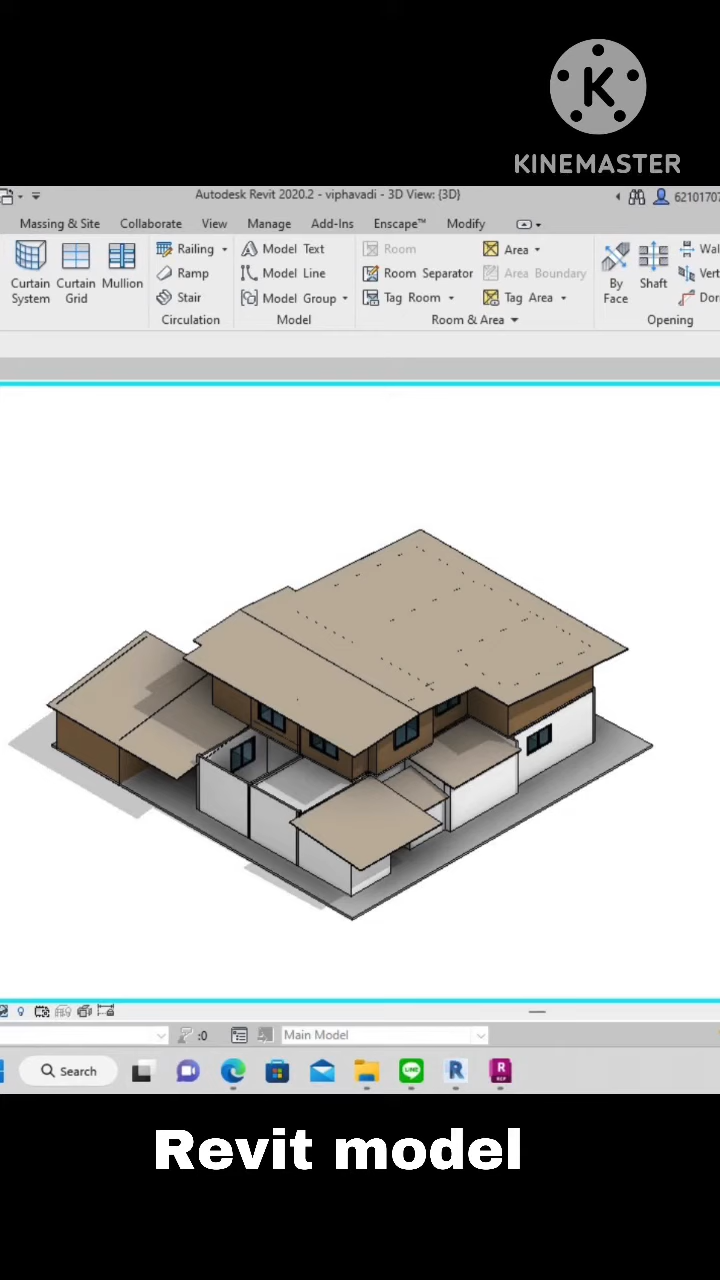 K
KINEMASTER
Autodesk Revit 2020.2 - viphavadi - 3D View: {3D}
6210170
Massing & Site Collaborate View Manage Add-Ins Enscape™ Modify
Railing Model Text Room Area
Curtain System Curtain Grid Mullion Ramp Model Line Room Separator Area Boundary By Face Shaft
Stair Model Group Tag Room Tag Area
Circulation Model Room & Area Opening
:0 Main Model
Search
LINE
R
R
Revit model